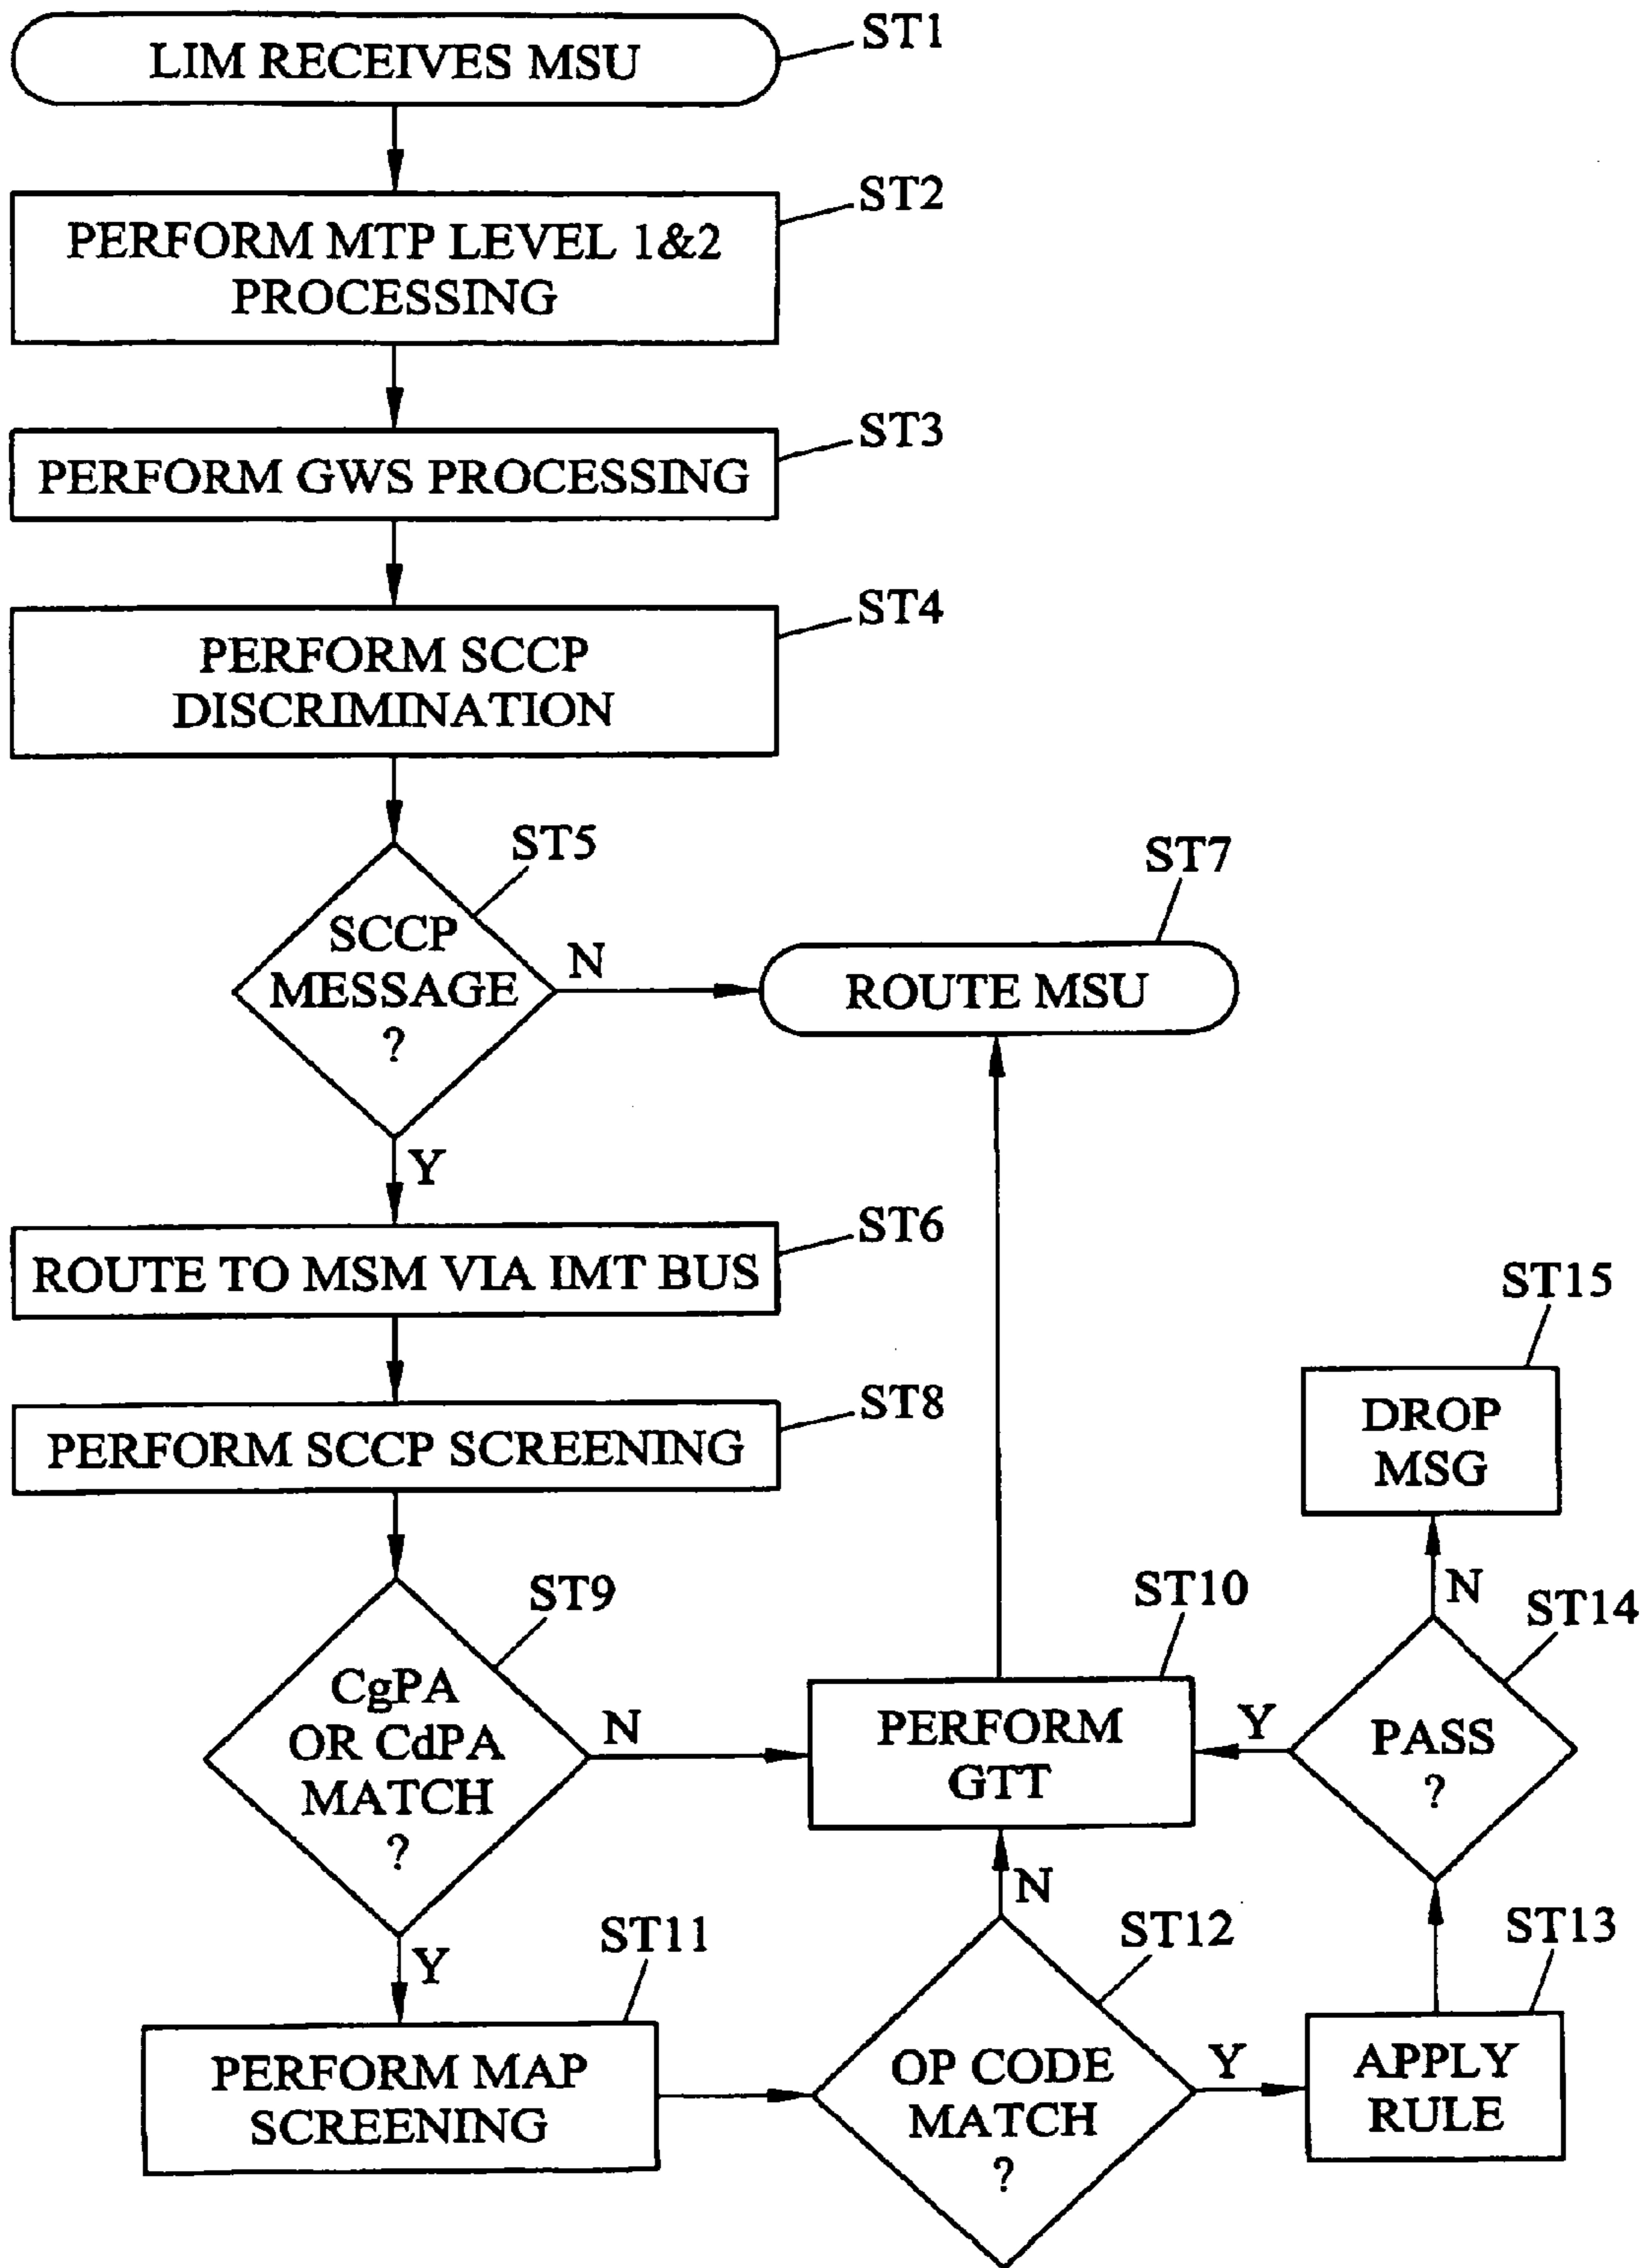 LIM RECEIVES MSU
ST1
PERFORM MTP LEVEL 1&2
PROCESSING
ST2
PERFORM GWS PROCESSING
ST3
PERFORM SCCP
DISCRIMINATION
ST4
SCCP
MESSAGE
?
ST5
N
Y
ROUTE MSU
ST7
ROUTE TO MSM VIA IMT BUS
ST6
PERFORM SCCP SCREENING
ST8
CgPA
OR CdPA
MATCH
?
ST9
N
Y
PERFORM
GTT
ST10
PERFORM MAP
SCREENING
ST11
OP CODE
MATCH
?
ST12
N
Y
APPLY
RULE
ST13
PASS
?
ST14
Y
N
DROP
MSG
ST15